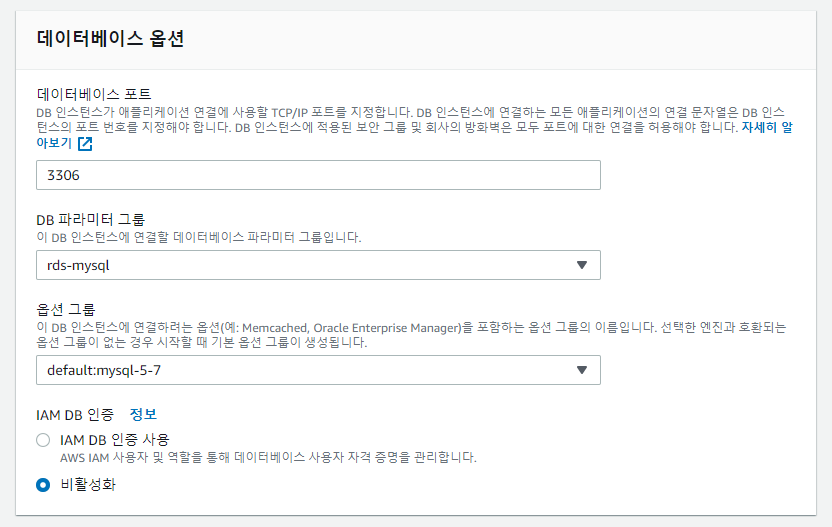 데이터베이스 옵션
데이터베이스 포트
DB 인스턴스가 애플리케이션 연결에 사용할 TCP/IP 포트를 지정합니다. DB 인스턴스에 연결하는 모든 애플리케이션의 연결 문자열은 DB 인스
턴스의 포트 번호를 지정해야 합니다. DB 인스턴스에 적용된 보안 그룹 및 회사의 방화벽은 모두 포트에 대한 연결을 허용해야 합니다. 자세히 알
아보기
3306
DB 파라미터 그룹
이 DB 인스턴스에 연결할 데이터베이스 파라미터 그룹입니다.
rds-mysql
옵션 그룹
이 DB 인스턴스에 연결하려는 옵션(예: Memcached, Oracle Enterprise Manager)을 포함하는 옵션 그룹의 이름입니다. 선택한 엔진과 호환되는
옵션 그룹이 없는 경우 시작할 때 기본 옵션 그룹이 생성됩니다.
default:mysql-5-7
IAM DB 인증 정보
IAM DB 인증 사용
AWS IAM 사용자 및 역할을 통해 데이터베이스 사용자 자격 증명을 관리합니다.
비활성화